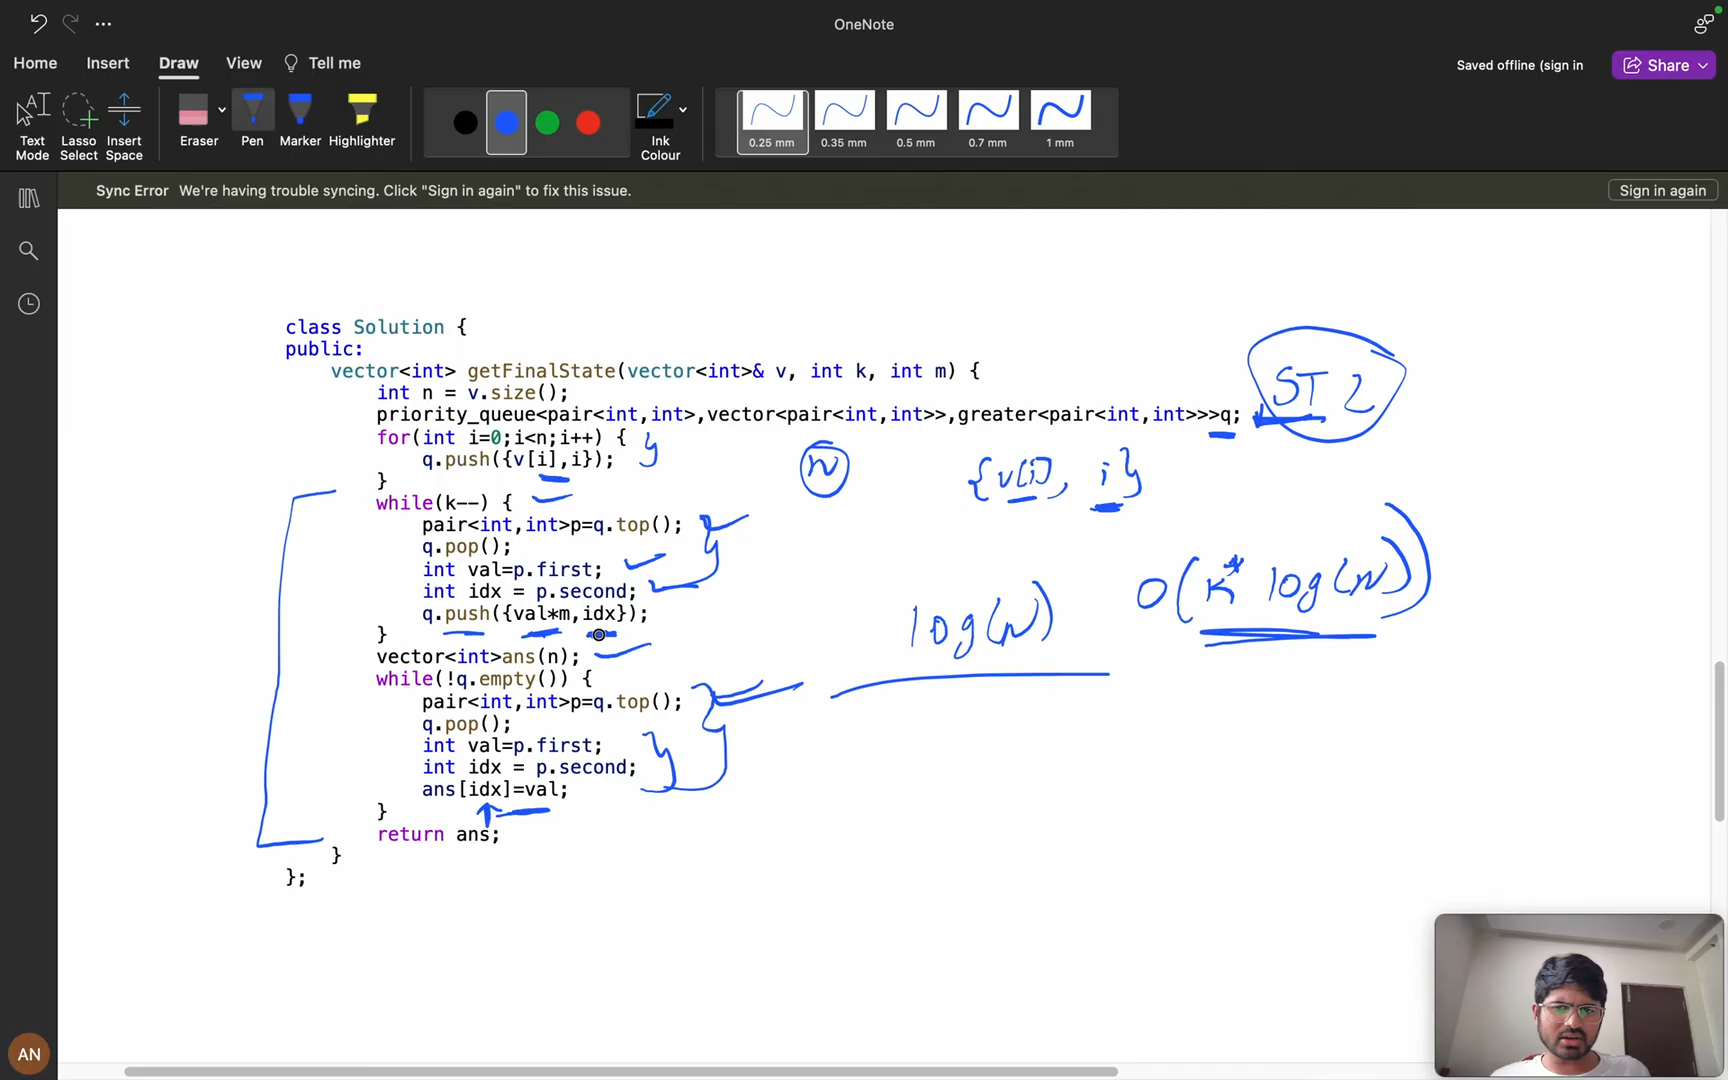 OneNote
Home Insert Draw View Tell me
Saved offline (sign in
Share
Text Mode
Lasso Select
Insert Space
Eraser
Pen
Marker
Highlighter
Ink Colour
0.25 mm
0.35 mm
0.5 mm
0.7 mm
1 mm
Sync Error We're having trouble syncing. Click "Sign in again" to fix this issue.
Sign in again
class Solution {
public:
vector<int> getFinalState(vector<int>& v, int k, int m) {
int n = v.size();
priority_queue<pair<int,int>,vector<pair<int,int>>,greater<pair<int,int>>>q;
ST 2
for(int i=0;i<n;i++) {
q.push({v[i],i});
N
{v[i], i}
}
while(k--) {
pair<int,int>p=q.top();
q.pop();
int val=p.first;
int idx = p.second;
q.push({val*m,idx});
log(N)
O(K* log(N))
}
vector<int>ans(n);
while(!q.empty()) {
pair<int,int>p=q.top();
q.pop();
int val=p.first;
int idx = p.second;
ans[idx]=val;
}
return ans;
}
};
AN